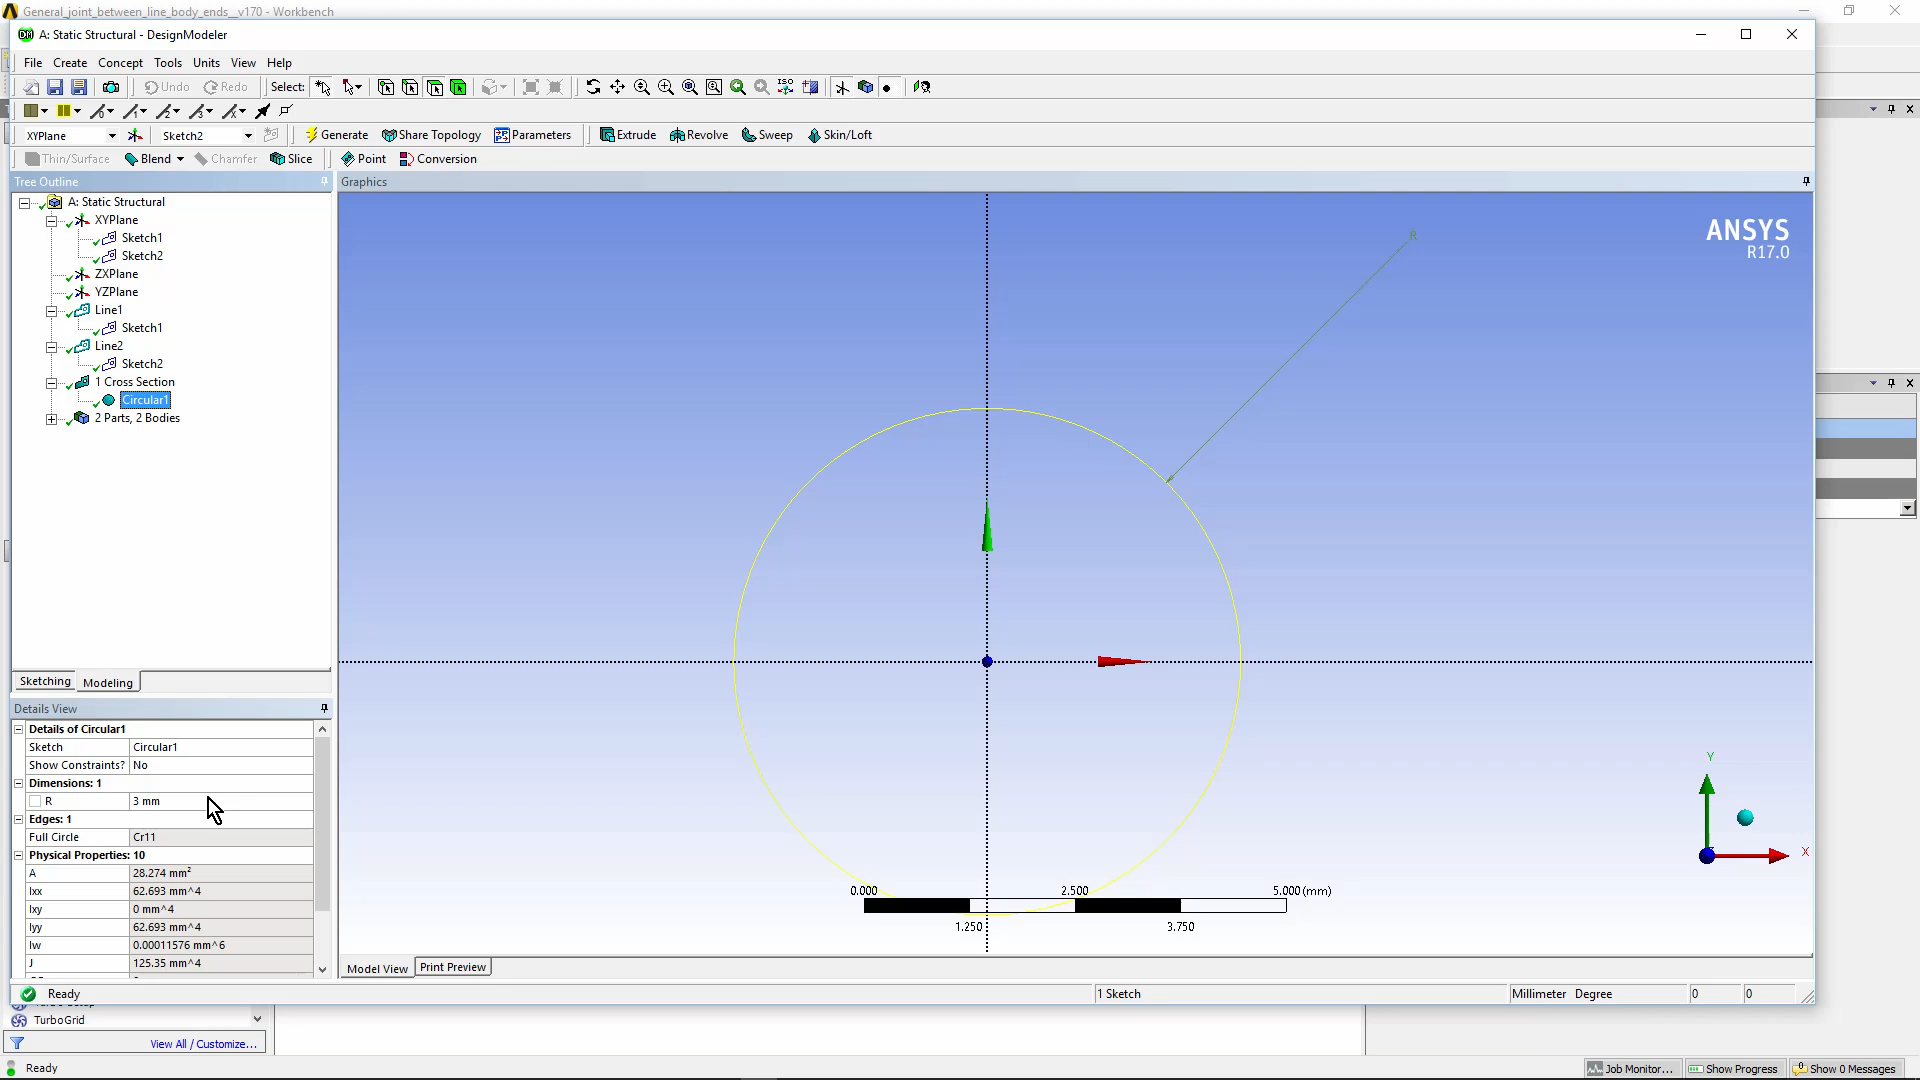 General_joint_between_line_body_ends__v170 - Workbench
A: Static Structural - DesignModeler
File Create Concept Tools Units View Help
Undo Redo Select: ISO
XYPlane Sketch2 Generate Share Topology Parameters Extrude Revolve Sweep Skin/Loft
Thin/Surface Blend Chamfer Slice Point Conversion
Tree Outline
Graphics
A: Static Structural
XYPlane
Sketch1
Sketch2
ZXPlane
YZPlane
Line1
Sketch1
Line2
Sketch2
1 Cross Section
Circular1
2 Parts, 2 Bodies
R
ANSYS
R17.0
Sketching Modeling
Details View
Details of Circular1
Sketch Circular1
Show Constraints? No
Dimensions: 1
R 3 mm
Edges: 1
Full Circle Cr11
Physical Properties: 10
A 28.274 mm²
Ixx 62.693 mm^4
Ixy 0 mm^4
Iyy 62.693 mm^4
Iw 0.00011576 mm^6
J 125.35 mm^4
0.000 2.500 5.000 (mm)
1.250 3.750
Y
X
Model View Print Preview
Ready 1 Sketch Millimeter Degree 0 0
TurboGrid
View All / Customize...
Ready Job Monitor... Show Progress Show 0 Messages